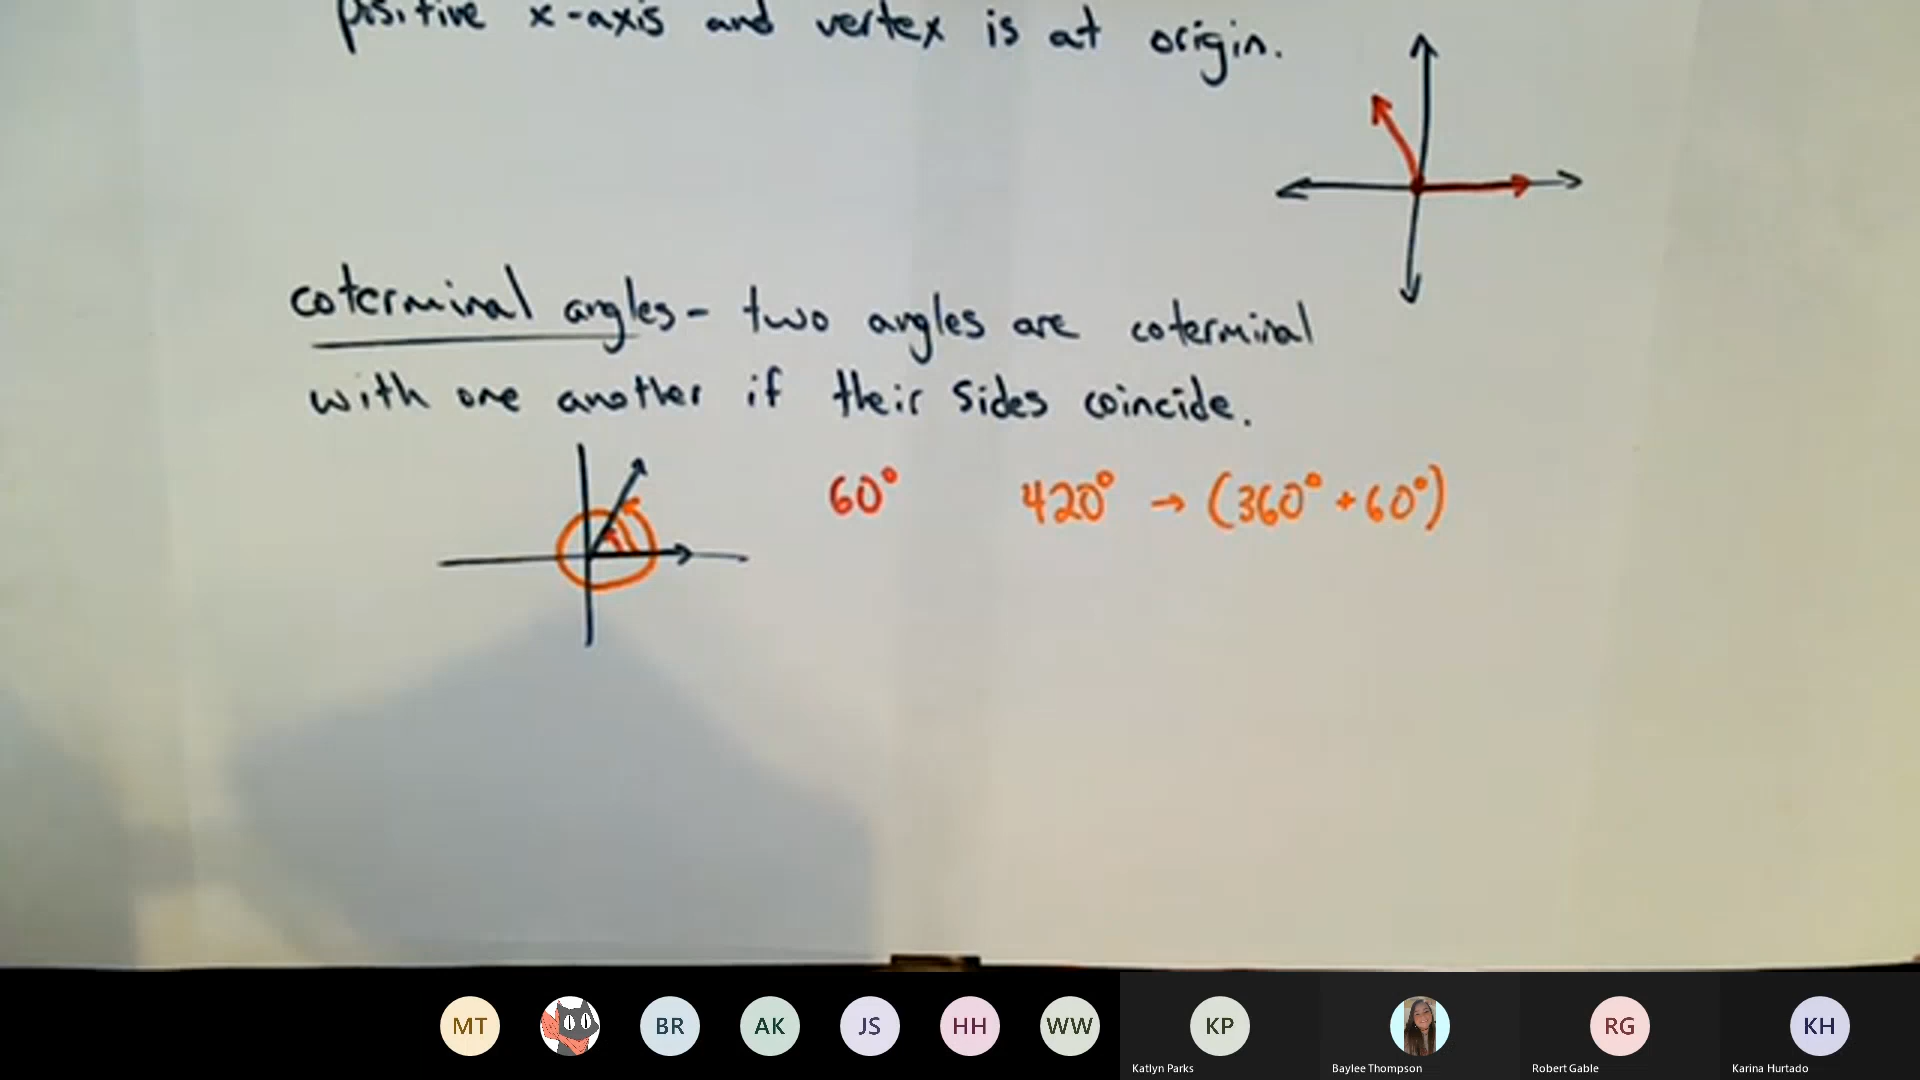 positive x-axis and vertex is at origin.
coterminal angles - two angles are coterminal
with one another if their sides coincide.
60° 420° → (360° + 60°)
MT BR AK JS HH WW KP RG KH
Katlyn Parks Baylee Thompson Robert Gable Karina Hurtado